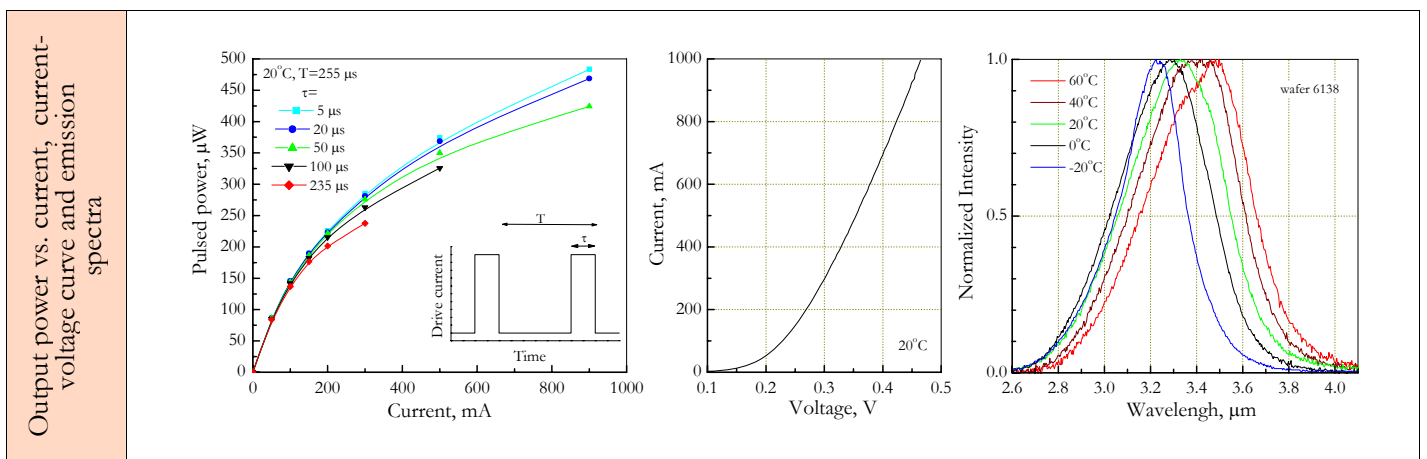 Output power vs. current, current-
voltage curve and emission
spectra
500
450
400
350
300
250
200
150
100
50
0
Pulsed power, µW
20°C, T=255 µs
τ=
5 µs
20 µs
50 µs
100 µs
235 µs
T
τ
Drive current
Time
0 200 400 600 800 1000
Current, mA
1000
800
600
400
200
0
Current, mA
20°C
0.1 0.2 0.3 0.4 0.5
Voltage, V
1.0
0.5
0.0
Normalized Intensity
60°C
40°C
20°C
0°C
-20°C
wafer 6138
2.6 3.0 3.2 3.4 3.6 3.8 4.0
Wavelengh, µm